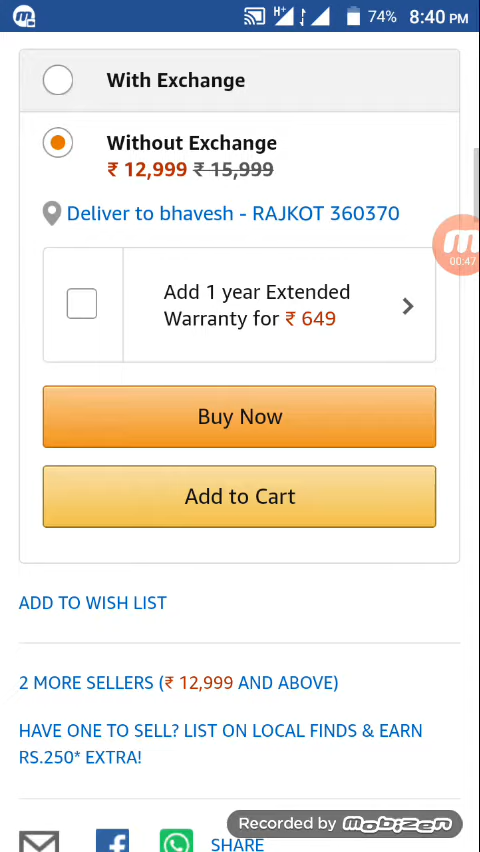 H+
74%
8:40 PM
With Exchange
Without Exchange
₹ 12,999 ₹ 15,999
Deliver to bhavesh - RAJKOT 360370
00:47
Add 1 year Extended
Warranty for ₹ 649
Buy Now
Add to Cart
ADD TO WISH LIST
2 MORE SELLERS (₹ 12,999 AND ABOVE)
HAVE ONE TO SELL? LIST ON LOCAL FINDS & EARN
RS.250* EXTRA!
Recorded by mobizen
SHARE